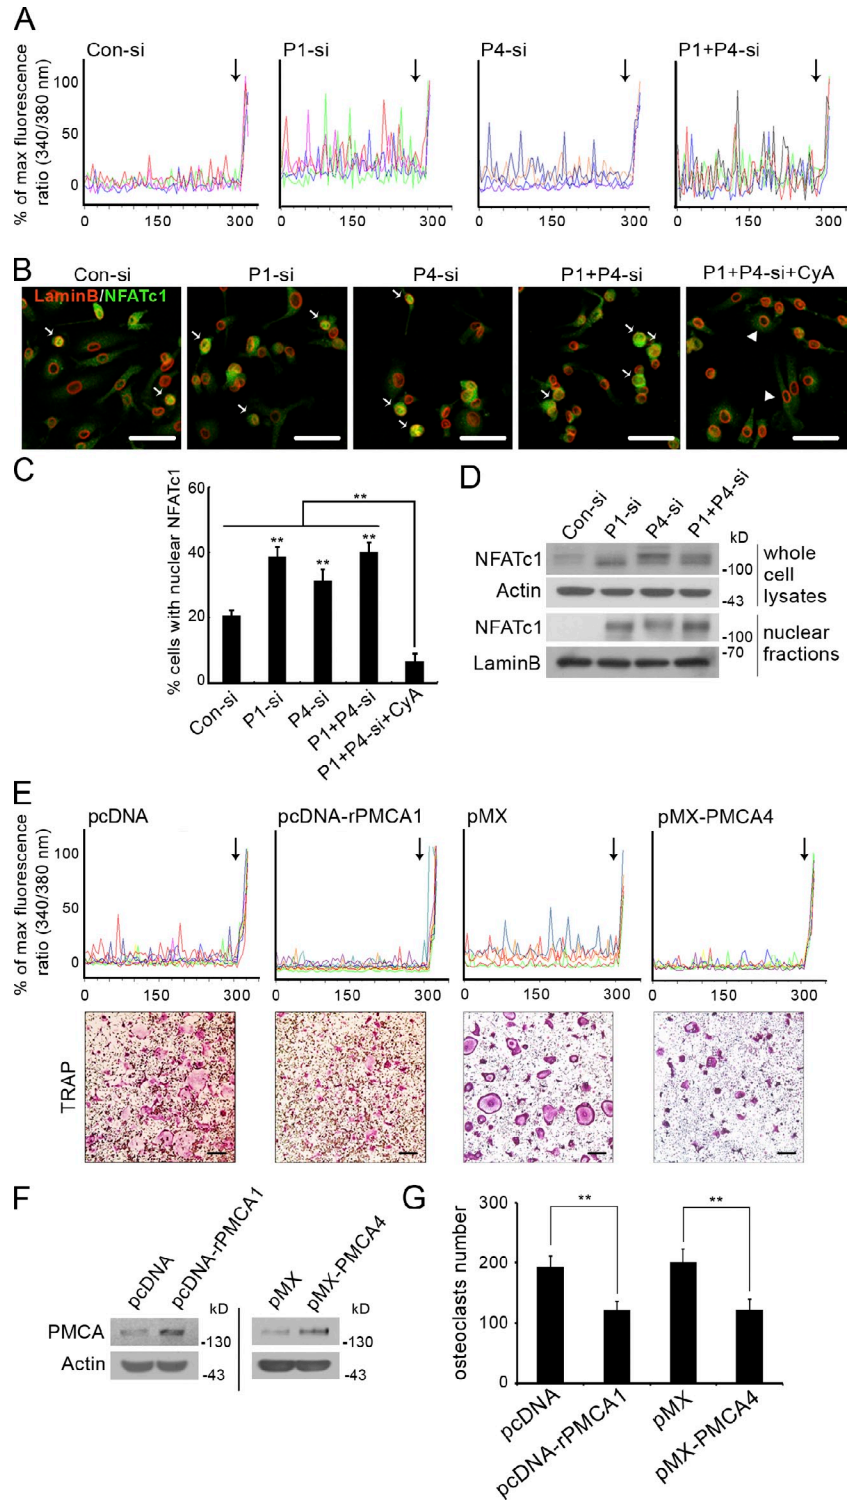 A
Con-si
P1-si
P4-si
P1+P4-si
% of max fluorescence
ratio (340/380 nm)
100
50
0
0 150 300
0 150 300
0 150 300
0 150 300
B
Con-si
P1-si
P4-si
P1+P4-si
P1+P4-si+CyA
LaminB/NFATc1
C
% cells with nuclear NFATc1
60
40
20
0
**
**
**
**
Con-si
P1-si
P4-si
P1+P4-si
P1+P4-si+CyA
D
Con-si
P1-si
P4-si
P1+P4-si
kD
NFATc1
-100
Actin
-43
whole
cell
lysates
NFATc1
-100
-70
LaminB
nuclear
fractions
E
pcDNA
pcDNA-rPMCA1
pMX
pMX-PMCA4
% of max fluorescence
ratio (340/380 nm)
100
50
0
0 150 300
0 150 300
0 150 300
0 150 300
TRAP
F
pcDNA
pcDNA-rPMCA1
kD
pMX
pMX-PMCA4
kD
PMCA
-130
-130
Actin
-43
-43
G
osteoclasts number
300
200
100
0
**
**
pcDNA
pcDNA-rPMCA1
pMX
pMX-PMCA4